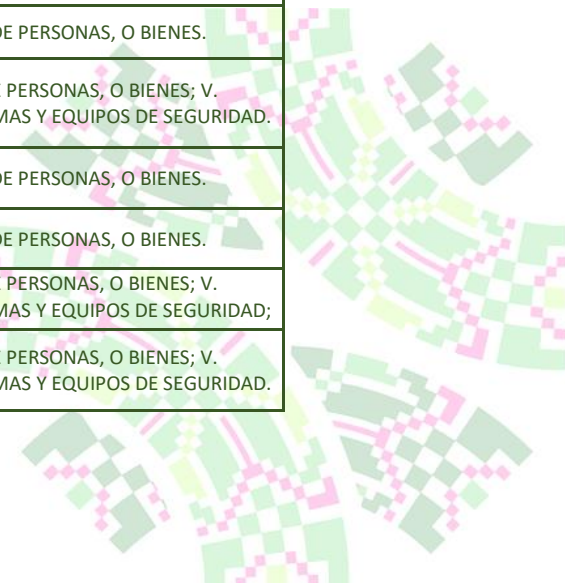 DE PERSONAS, O BIENES.
PERSONAS, O BIENES; V.
MAS Y EQUIPOS DE SEGURIDAD.
DE PERSONAS, O BIENES.
DE PERSONAS, O BIENES.
PERSONAS, O BIENES; V.
MAS Y EQUIPOS DE SEGURIDAD;
PERSONAS, O BIENES; V.
MAS Y EQUIPOS DE SEGURIDAD.